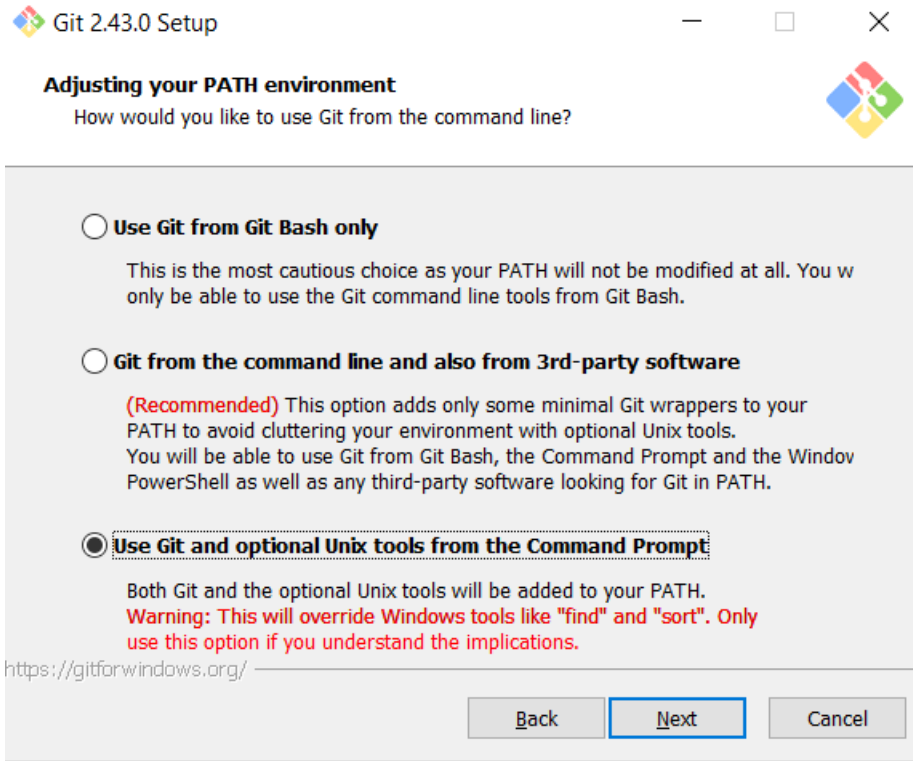 Git 2.43.0 Setup
Adjusting your PATH environment
How would you like to use Git from the command line?
Use Git from Git Bash only
This is the most cautious choice as your PATH will not be modified at all. You w
only be able to use the Git command line tools from Git Bash.
Git from the command line and also from 3rd-party software
(Recommended) This option adds only some minimal Git wrappers to your
PATH to avoid cluttering your environment with optional Unix tools.
You will be able to use Git from Git Bash, the Command Prompt and the Window
PowerShell as well as any third-party software looking for Git in PATH.
Use Git and optional Unix tools from the Command Prompt
Both Git and the optional Unix tools will be added to your PATH.
Warning: This will override Windows tools like "find" and "sort". Only
use this option if you understand the implications.
https://gitforwindows.org/
Back Next Cancel